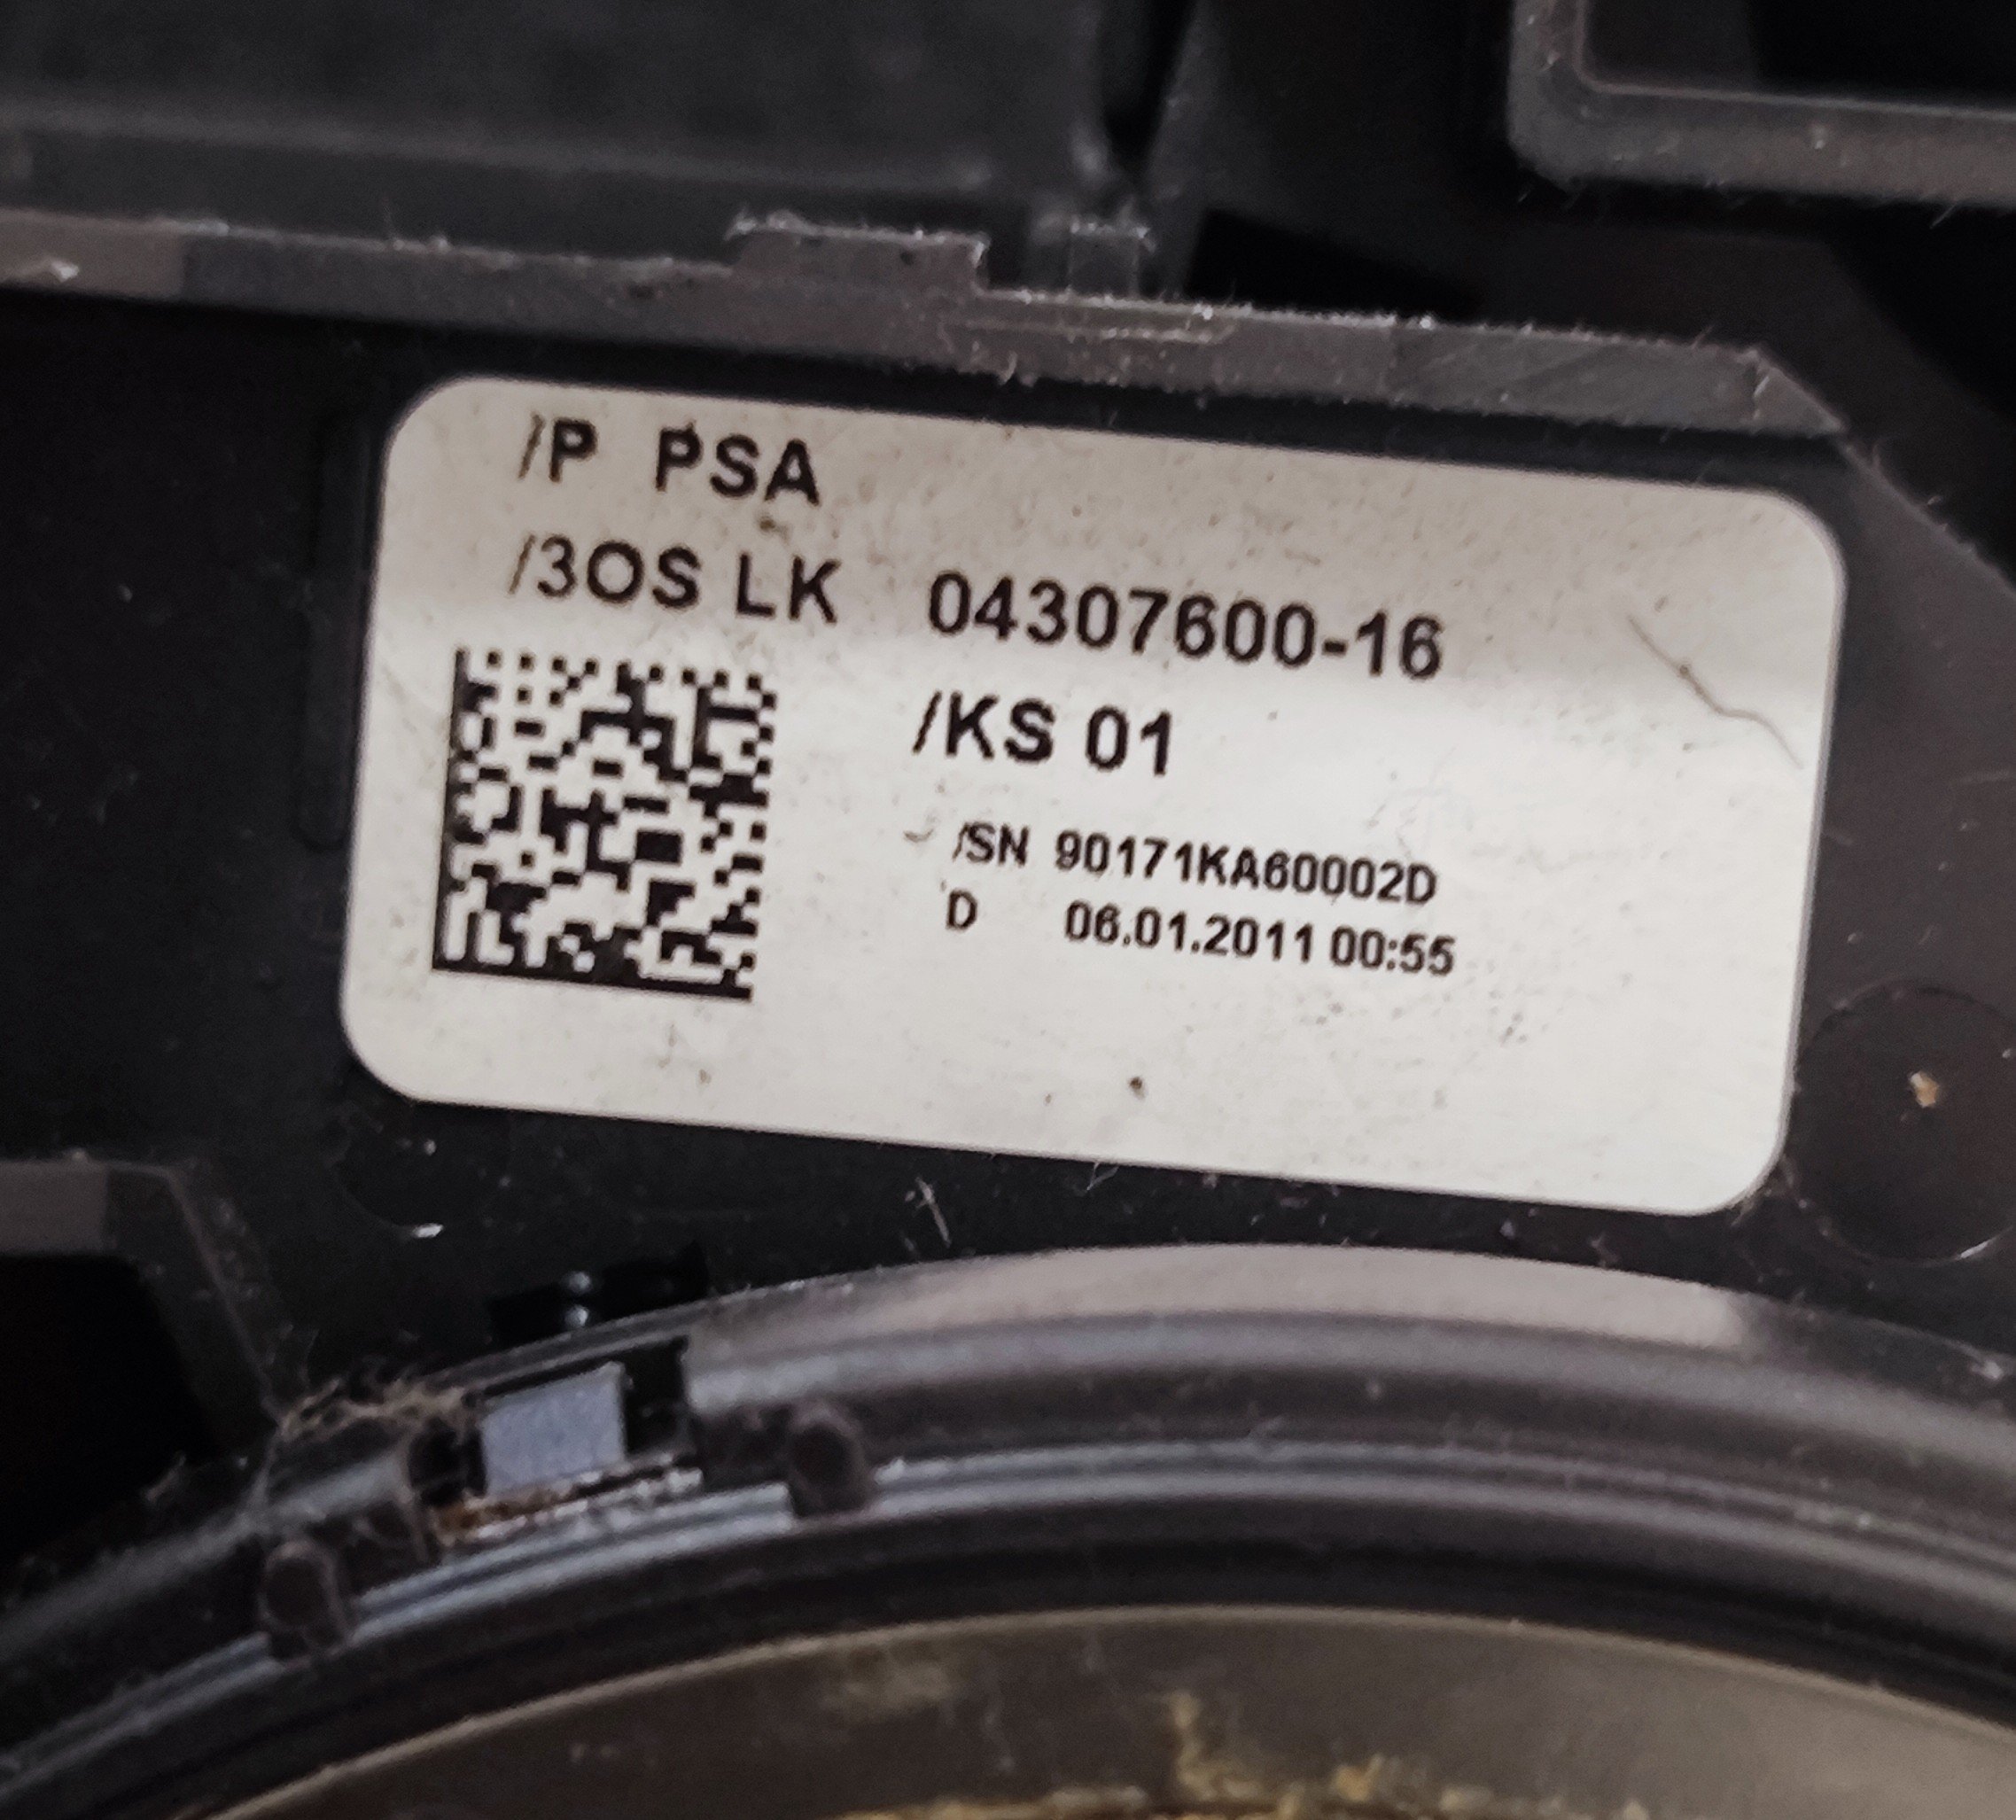 /P PSA
/3OS LK 04307600-16
/KS 01
/SN 90171KA60002D
D 06.01.2011 00:55